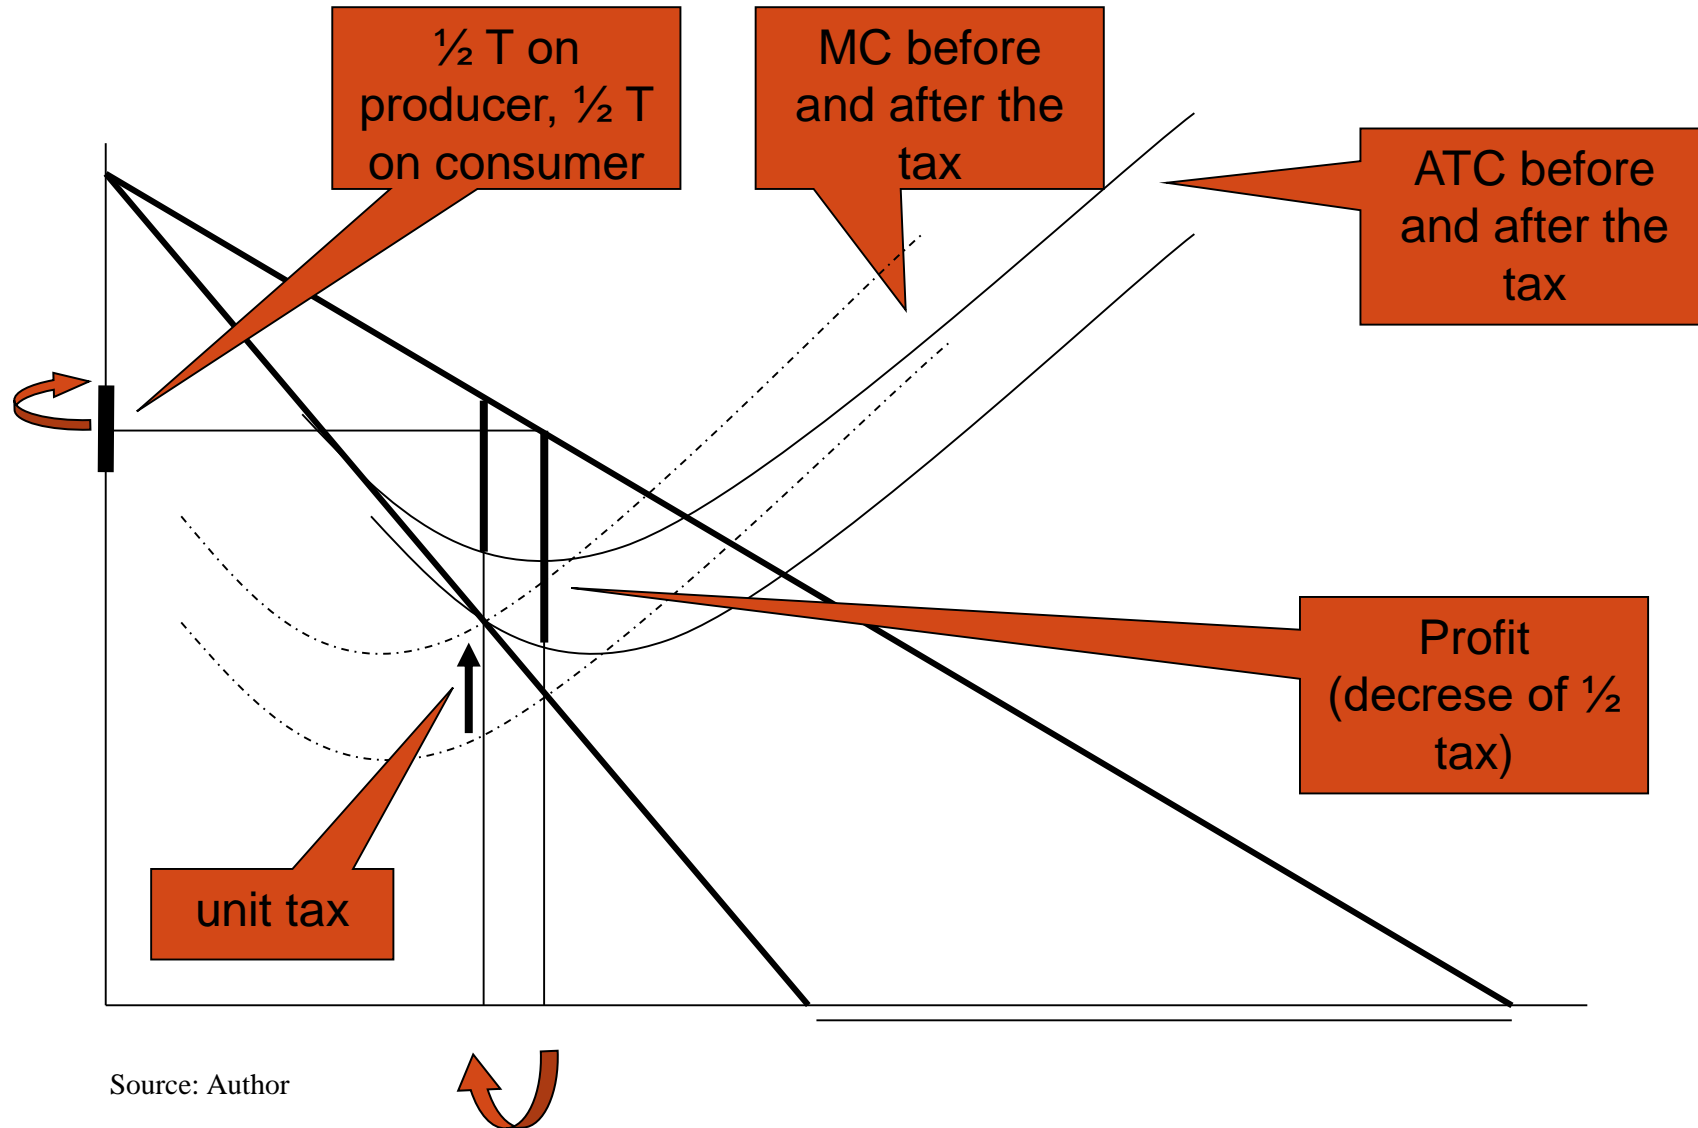 ½ T on
producer, ½ T
on consumer
MC before
and after the
tax
ATC before
and after the
tax
Profit
(decrese of ½
tax)
unit tax
Source: Author